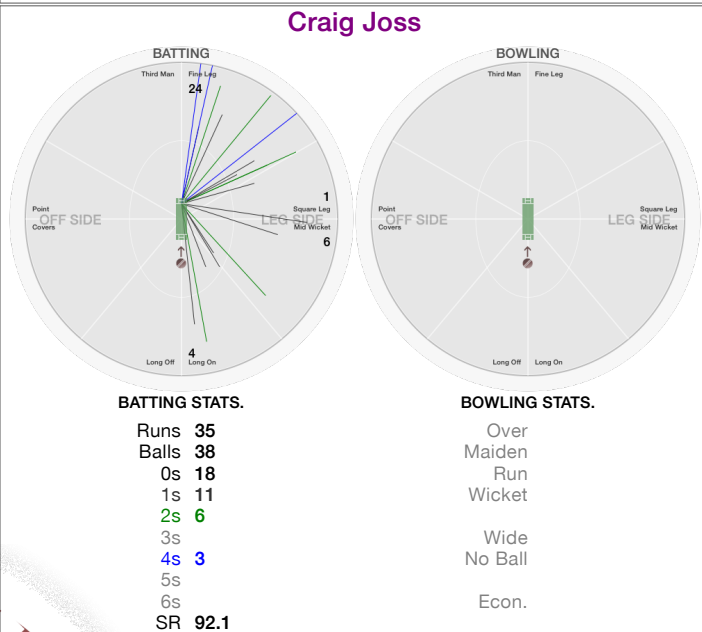 Craig Joss
BATTING
Third Man Fine Leg
24
Point
OFF SIDE
Covers
1
Square Leg
LEG SIDE
Mid Wicket
6
4
Long Off Long On
BATTING STATS.
Runs 35
Balls 38
0s 18
1s 11
2s 6
3s
4s 3
5s
6s
SR 92.1
BOWLING
Third Man Fine Leg
Point
OFF SIDE
Covers
Square Leg
LEG SIDE
Mid Wicket
Long Off Long On
BOWLING STATS.
Over
Maiden
Run
Wicket
Wide
No Ball
Econ.